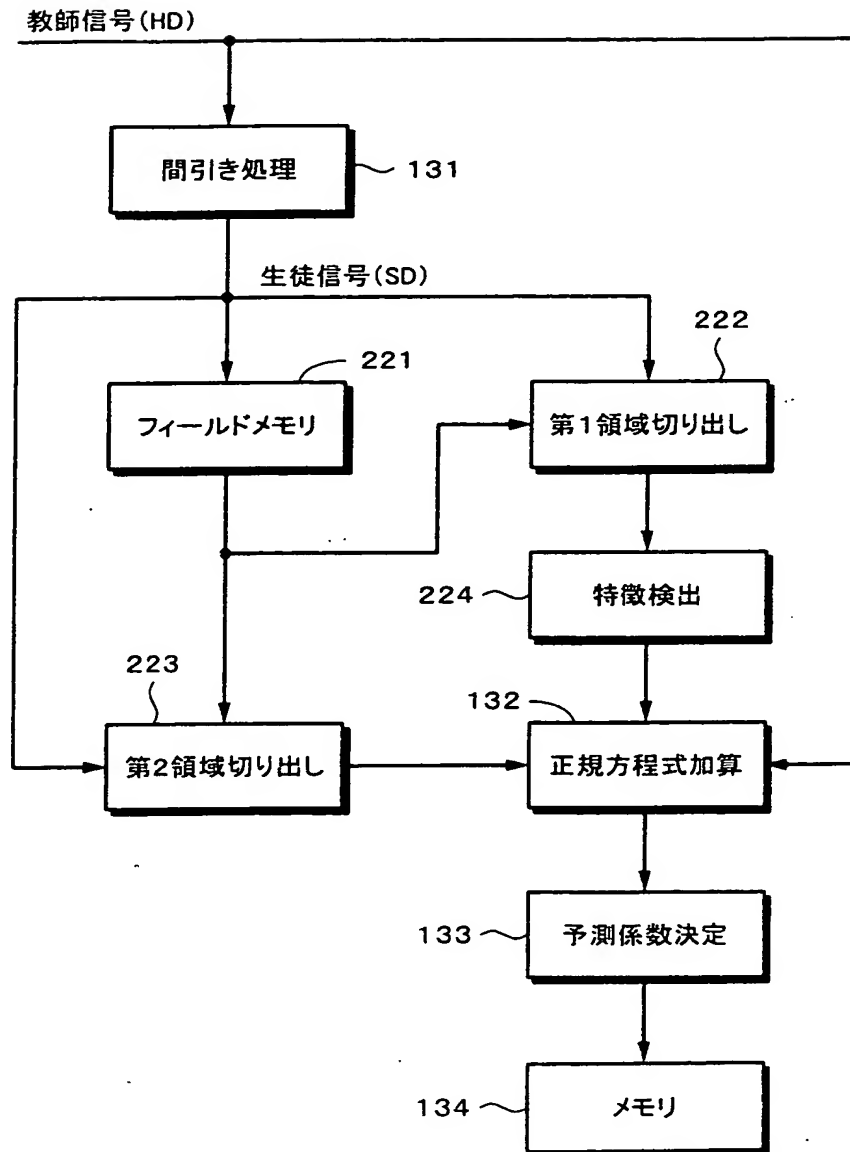 教師信号(HD)
間引き処理
131
生徒信号(SD)
222
221
フィールドメモリ
第1領域切り出し
224
特徴検出
223
132
第2領域切り出し
正規方程式加算
133
予測係数決定
134
メモリ